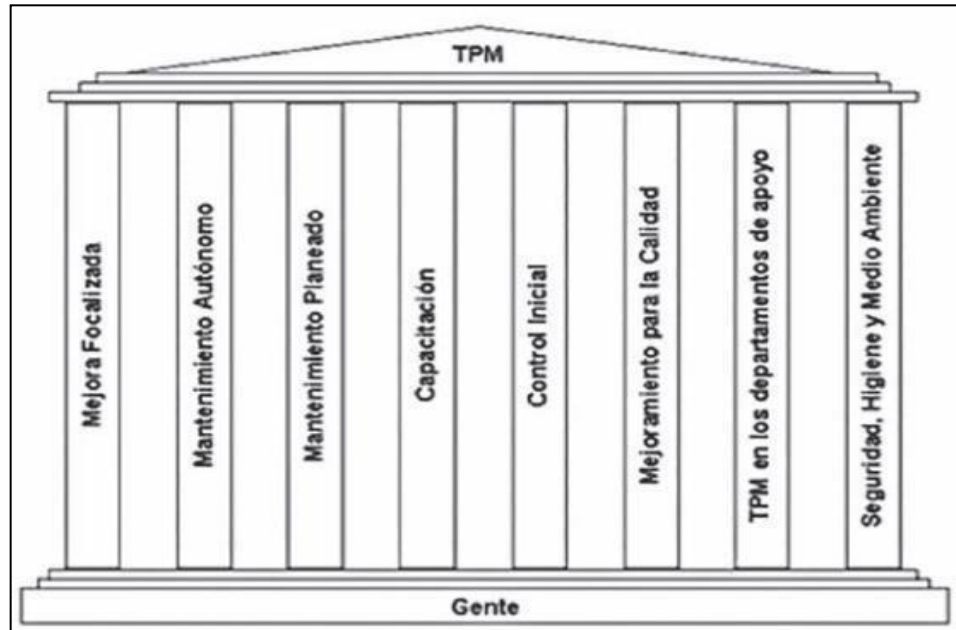 TPM
Mejora Focalizada
Mantenimiento Autónomo
Mantenimiento Planeado
Capacitación
Control Inicial
Mejoramiento para la Calidad
TPM en los departamentos de apoyo
Seguridad, Higiene y Medio Ambiente
Gente